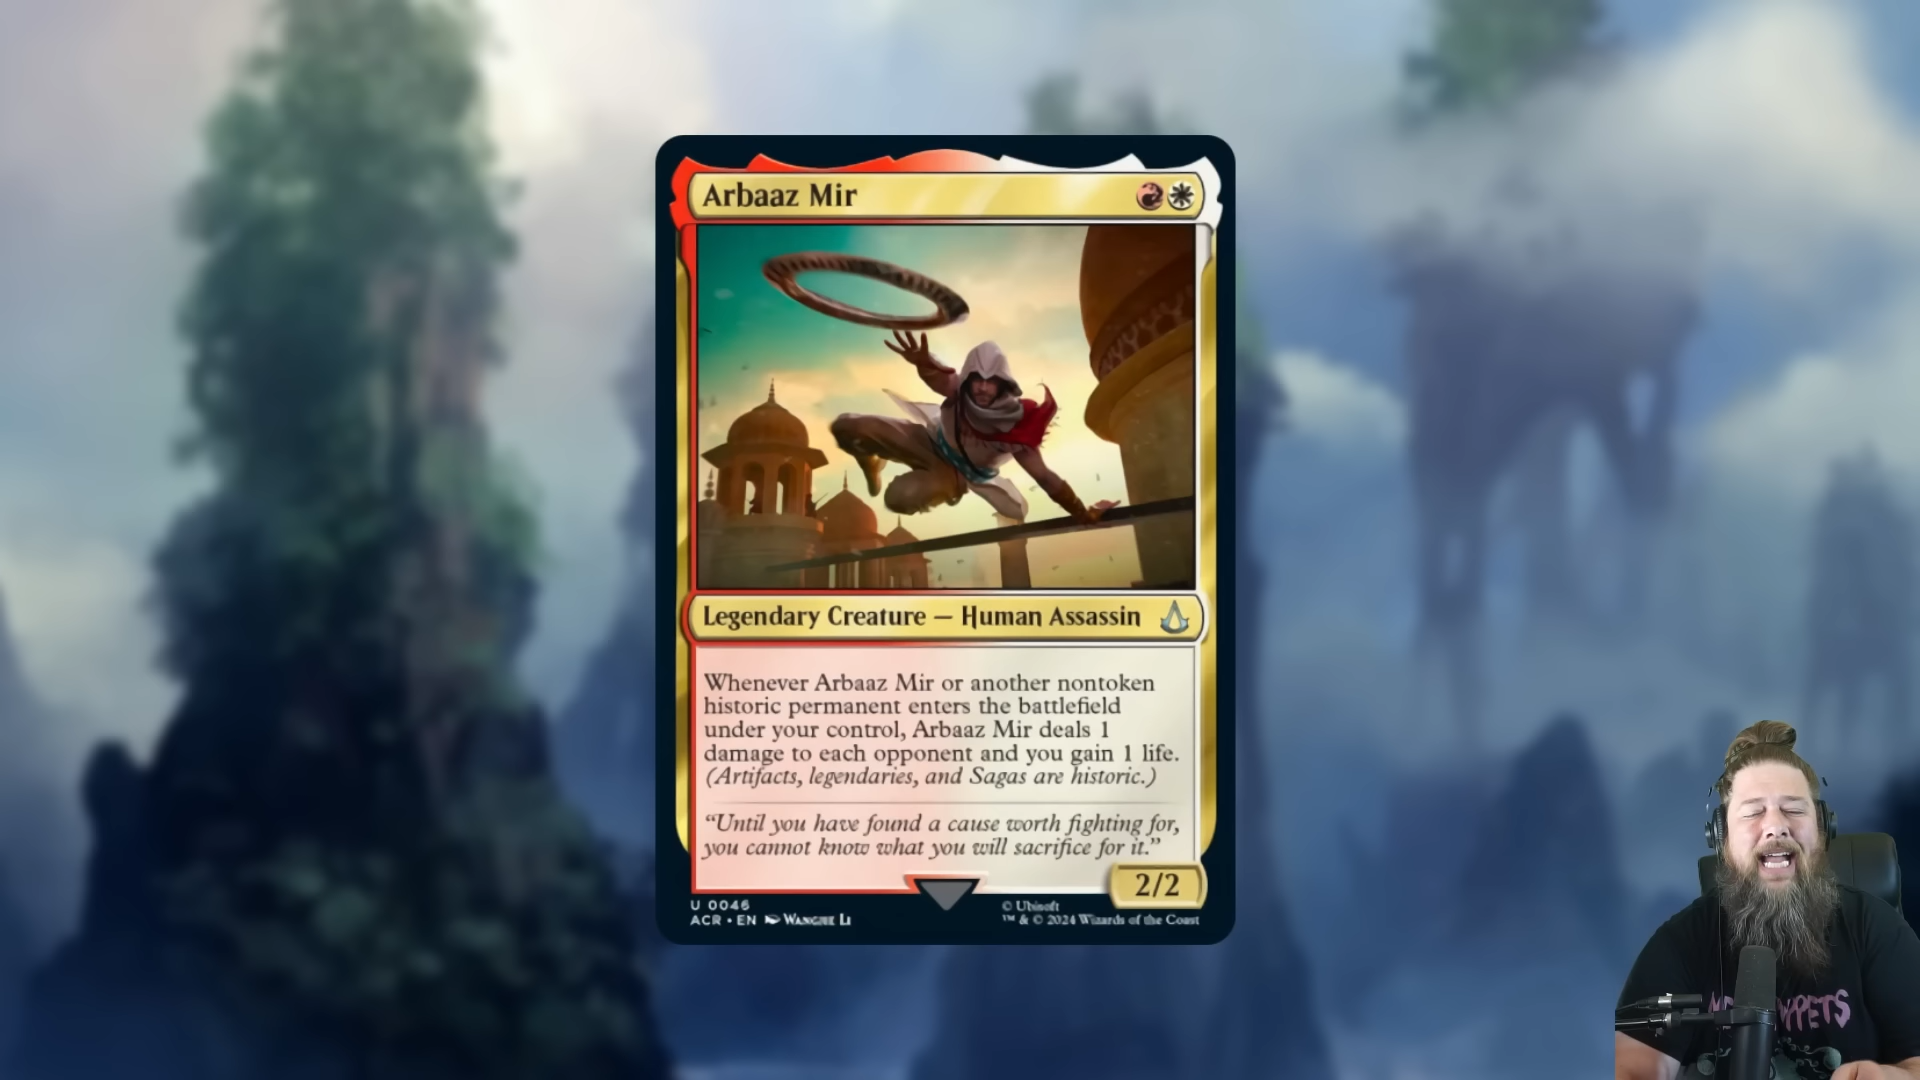 Arbaaz Mir
Legendary Creature — Human Assassin
Whenever Arbaaz Mir or another nontoken
historic permanent enters the battlefield
under your control, Arbaaz Mir deals 1
damage to each opponent and you gain 1 life.
(Artifacts, legendaries, and Sagas are historic.)
“Until you have found a cause worth fighting for,
you cannot know what you will sacrifice for it.”
2/2
U 0046
ACR • EN Wangjie Li
© Ubisoft
™ & © 2024 Wizards of the Coast